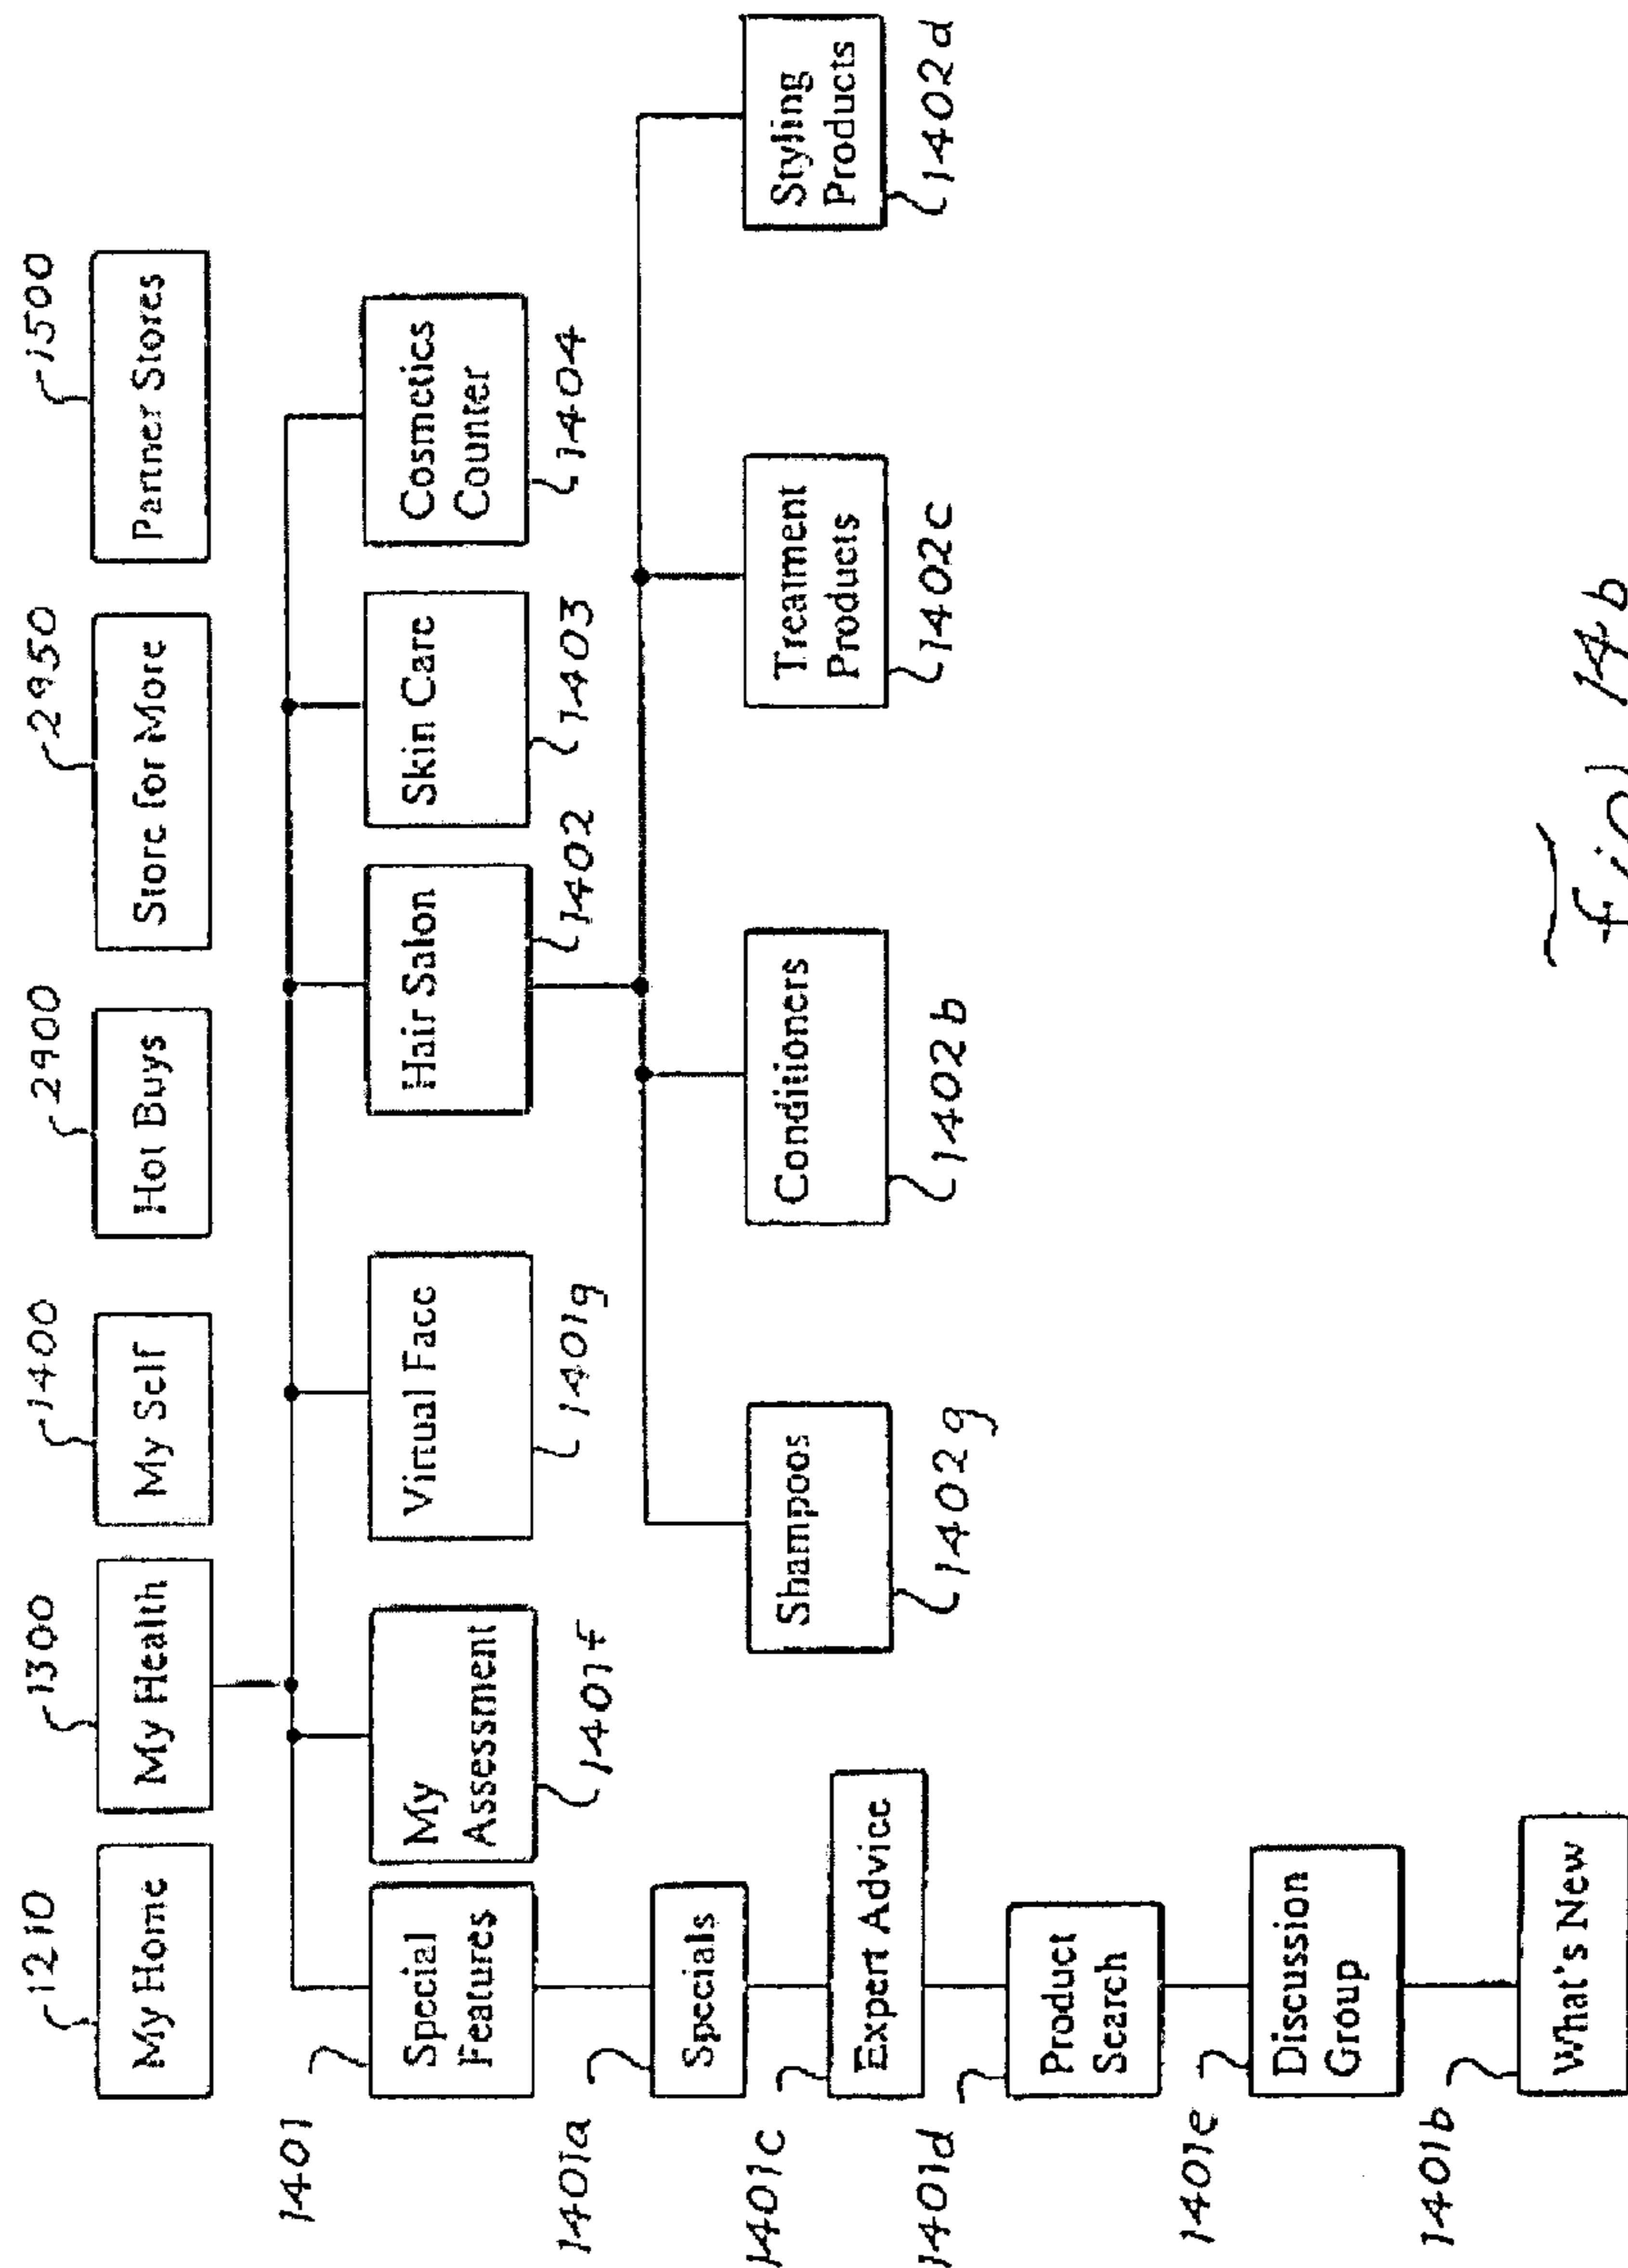 1210
1300
1400
2900
2950
1500
My Home
My Health
My Self
Hot Buys
Store for More
Partner Stores
1401
Special
Features
My
Assessment
1401f
Virtual Face
1401g
Hair Salon
1402
Skin Care
1403
Cosmetics
Counter
1404
1401a
Specials
Shampoos
1402g
Conditioners
1402b
Treatment
Products
1402c
Styling
Products
1402d
1401c
Expert Advice
1401d
Product
Search
1401e
Discussion
Group
1401b
What's New
Fig. 14b